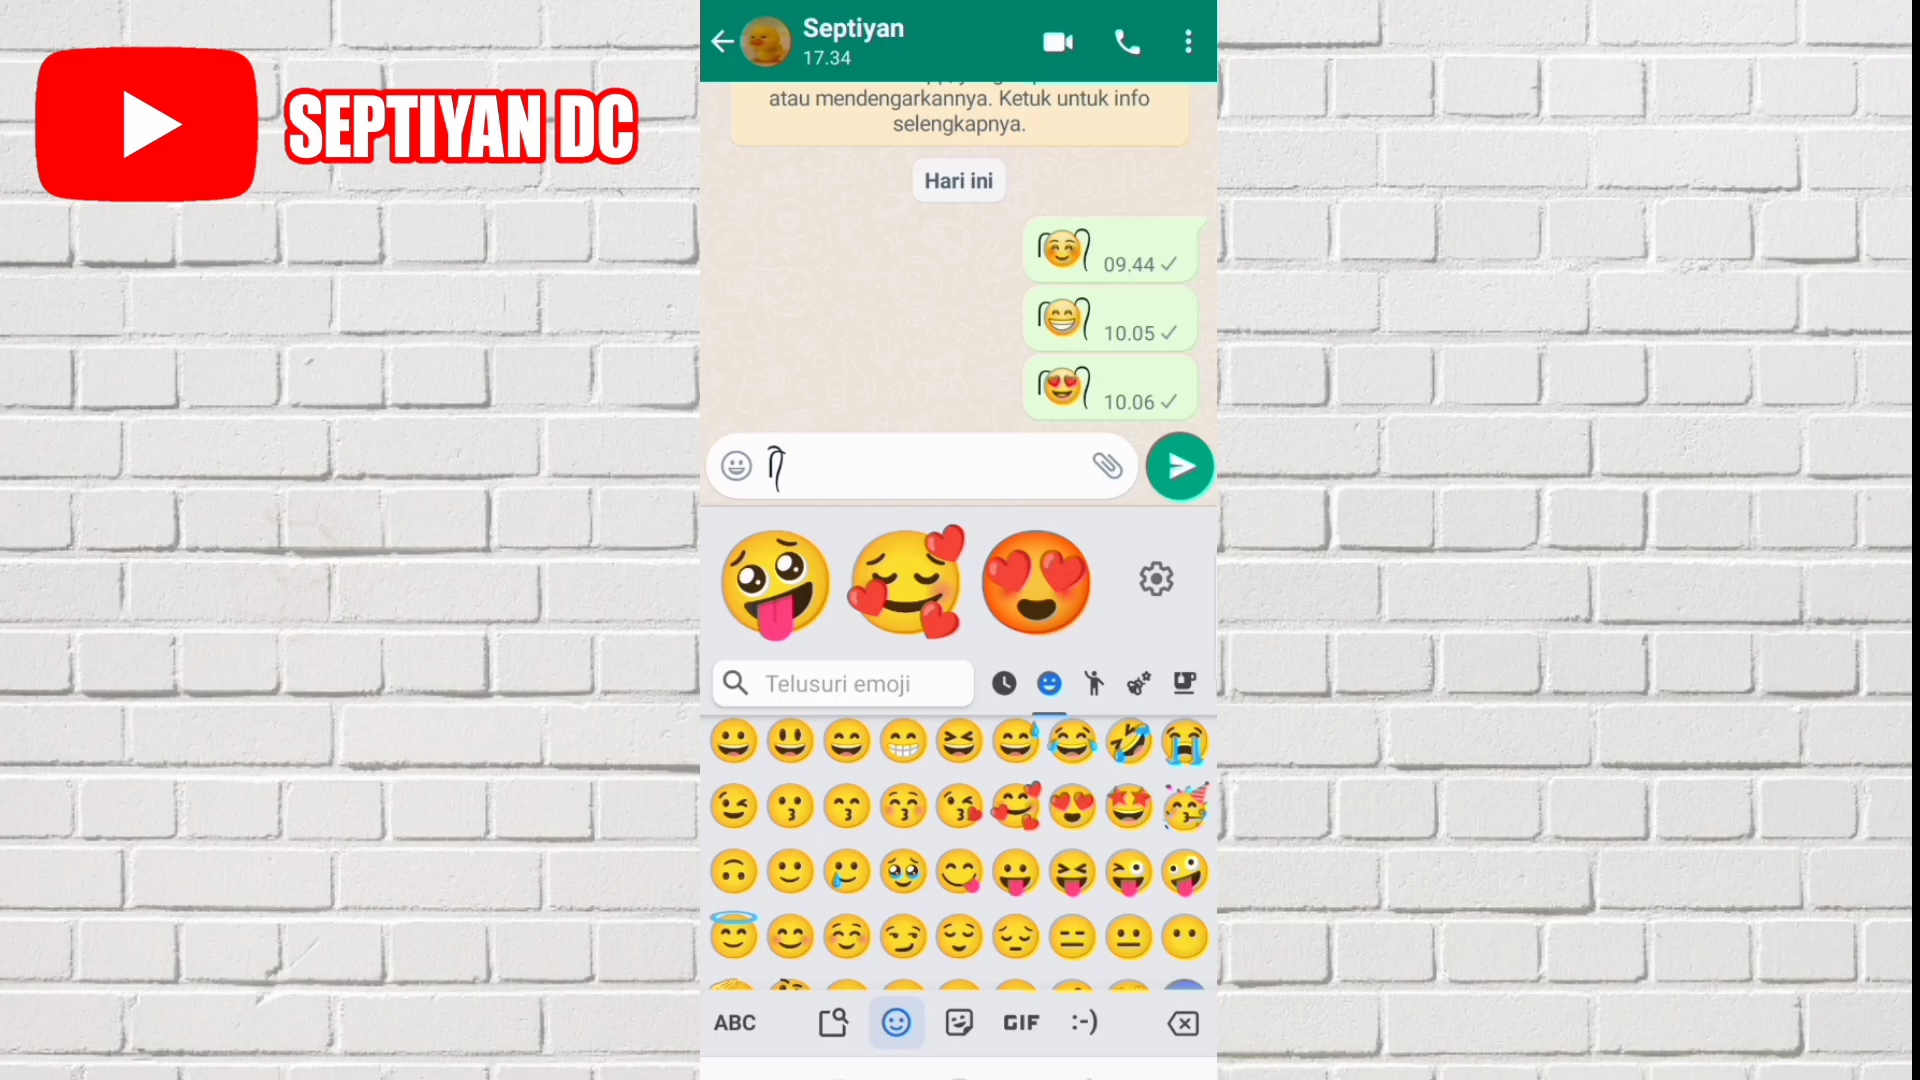 SEPTIYAN DC
Septiyan
17.34
atau mendengarkannya. Ketuk untuk info
selengkapnya.
Hari ini
09.44
10.05
10.06
Telusuri emoji
ABC
GIF
:-)